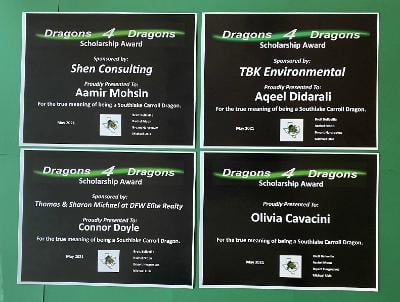 Dragons 4 Dragons
Scholarship Award
Sponsored by:
Shen Consulting
Proudly Presented To:
Aamir Mohsin
For the true meaning of being a Southlake Carroll Dragon.
May 2021
Dragons 4 Dragons
Scholarship Award
Sponsored by:
TBK Environmental
Proudly Presented To:
Aqeel Didarali
For the true meaning of being a Southlake Carroll Dragon.
May 2021
Dragons 4 Dragons
Scholarship Award
Sponsored by:
Thomas & Sharon Michael at DFW Elite Realty
Proudly Presented To:
Connor Doyle
For the true meaning of being a Southlake Carroll Dragon.
May 2021
Dragons 4 Dragons
Scholarship Award
Proudly Presented To:
Olivia Cavacini
For the true meaning of being a Southlake Carroll Dragon.
May 2021